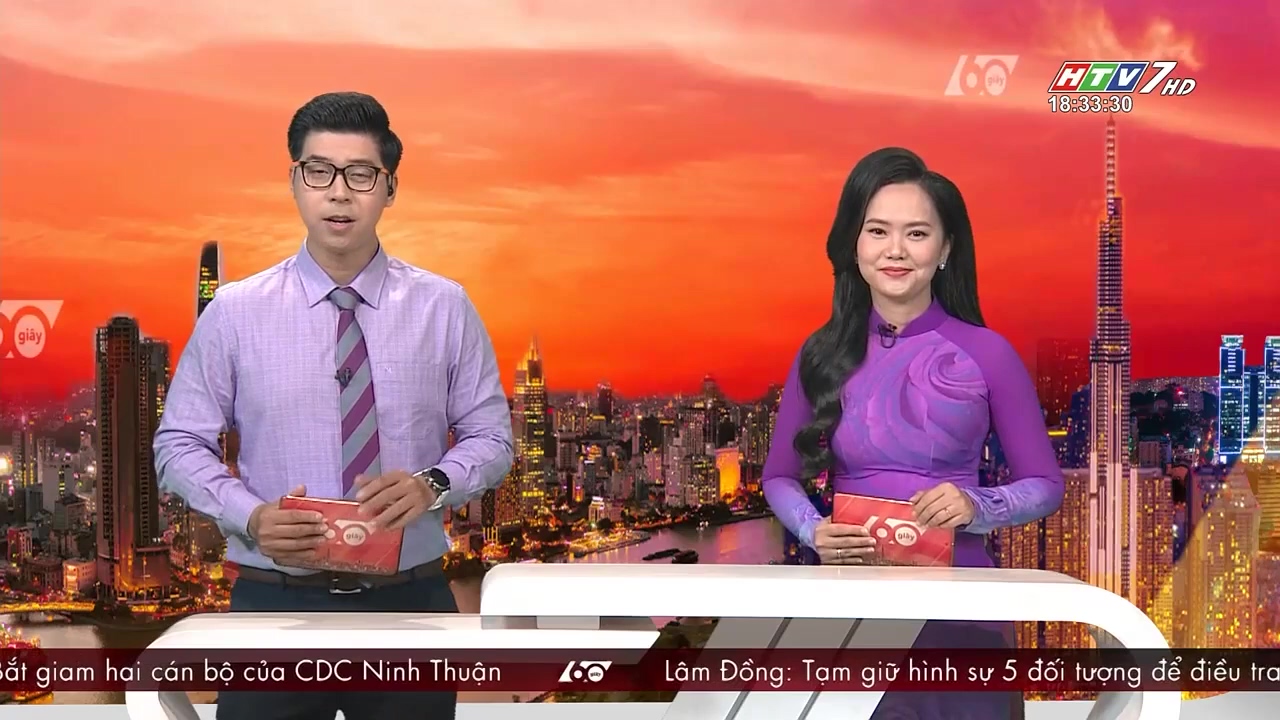 60 giây
HTV7 HD
18:33:30
60 giây
60 giây
60 giây
Bắt giam hai cán bộ của CDC Ninh Thuận 60 giây Lâm Đồng: Tạm giữ hình sự 5 đối tượng để điều tra